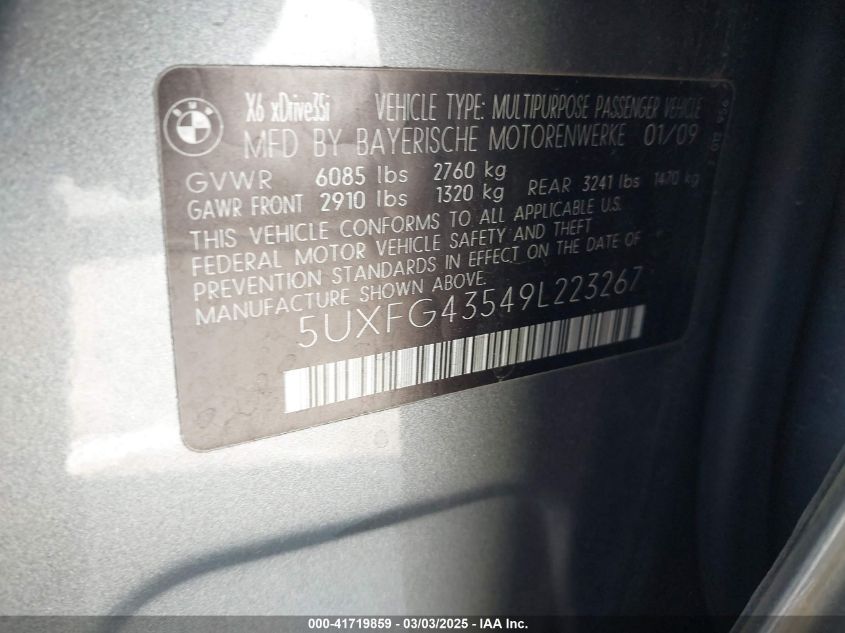 BMW
X6 xDrive35i VEHICLE TYPE: MULTIPURPOSE PASSENGER VEHICLE
MFD BY BAYERISCHE MOTORENWERKE 01/09
GVWR 6085 lbs 2760 kg
GAWR FRONT 2910 lbs 1320 kg REAR 3241 lbs 1470 kg
THIS VEHICLE CONFORMS TO ALL APPLICABLE U.S.
FEDERAL MOTOR VEHICLE SAFETY AND THEFT
PREVENTION STANDARDS IN EFFECT ON THE DATE OF
MANUFACTURE SHOWN ABOVE.
5UXFG43549L223267
000-41719859 - 03/03/2025 - IAA Inc.